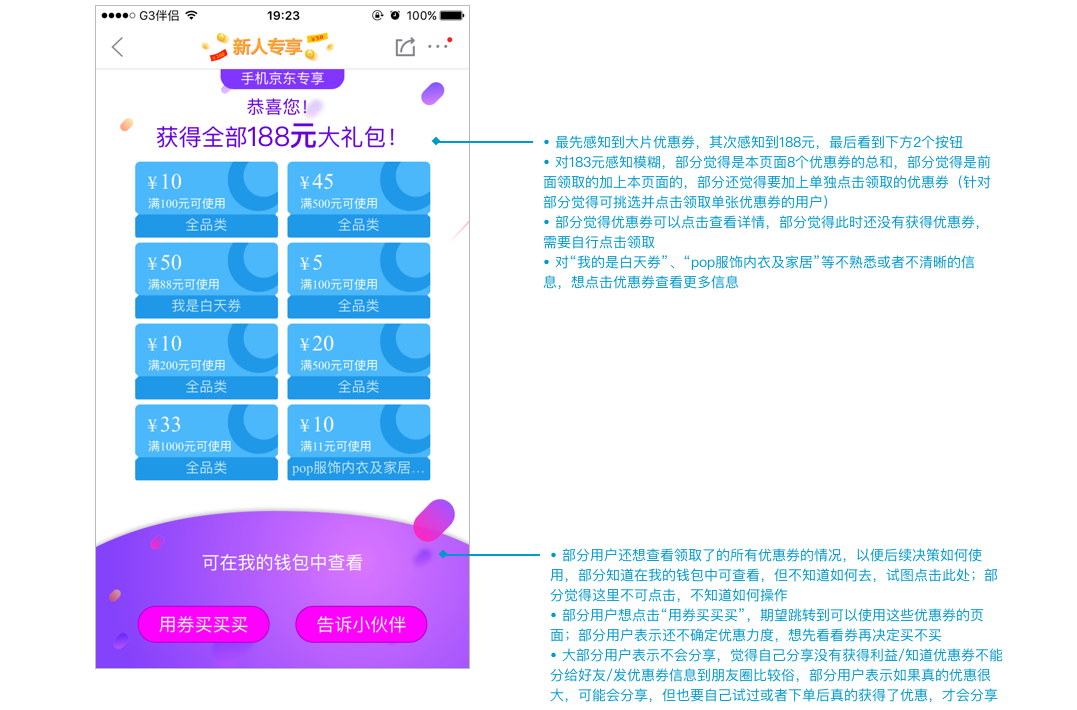 G3伴侣
19:23
100%
新人专享
手机京东专享
恭喜您！
获得全部188元大礼包！
¥10
满100元可使用
全品类
¥45
满500元可使用
全品类
¥50
满88元可使用
我是白天券
¥5
满100元可使用
全品类
¥10
满200元可使用
全品类
¥20
满500元可使用
全品类
¥33
满1000元可使用
全品类
¥10
满11元可使用
pop服饰内衣及家居…
可在我的钱包中查看
用券买买买
告诉小伙伴
• 最先感知到大片优惠券，其次感知到188元，最后看到下方2个按钮
• 对183元感知模糊，部分觉得是本页面8个优惠券的总和，部分觉得是前
面领取的加上本页面的，部分还觉得要加上单独点击领取的优惠券（针对
部分觉得可挑选并点击领取单张优惠券的用户）
• 部分觉得优惠券可以点击查看详情，部分觉得此时还没有获得优惠券，
需要自行点击领取
• 对“我的是白天券”、“pop服饰内衣及家居”等不熟悉或者不清晰的信
息，想点击优惠券查看更多信息
• 部分用户还想查看领取了的所有优惠券的情况，以便后续决策如何使
用，部分知道在我的钱包中可查看，但不知道如何去，试图点击此处；部
分觉得这里不可点击，不知道如何操作
• 部分用户想点击“用券买买买”，期望跳转到可以使用这些优惠券的页
面；部分用户表示还不确定优惠力度，想先看看券再决定买不买
• 大部分用户表示不会分享，觉得自己分享没有获得利益/知道优惠券不能
分给好友/发优惠券信息到朋友圈比较俗，部分用户表示如果真的优惠很
大，可能会分享，但也要自己试过或者下单后真的获得了优惠，才会分享